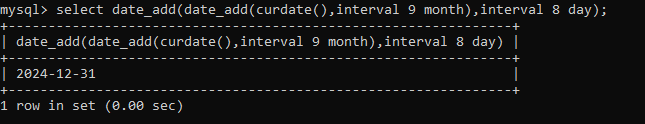 mysql> select date_add(date_add(curdate(),interval 9 month),interval 8 day);
+-----------------------------------------------------------+
| date_add(date_add(curdate(),interval 9 month),interval 8 day) |
+-----------------------------------------------------------+
| 2024-12-31 |
+-----------------------------------------------------------+
1 row in set (0.00 sec)